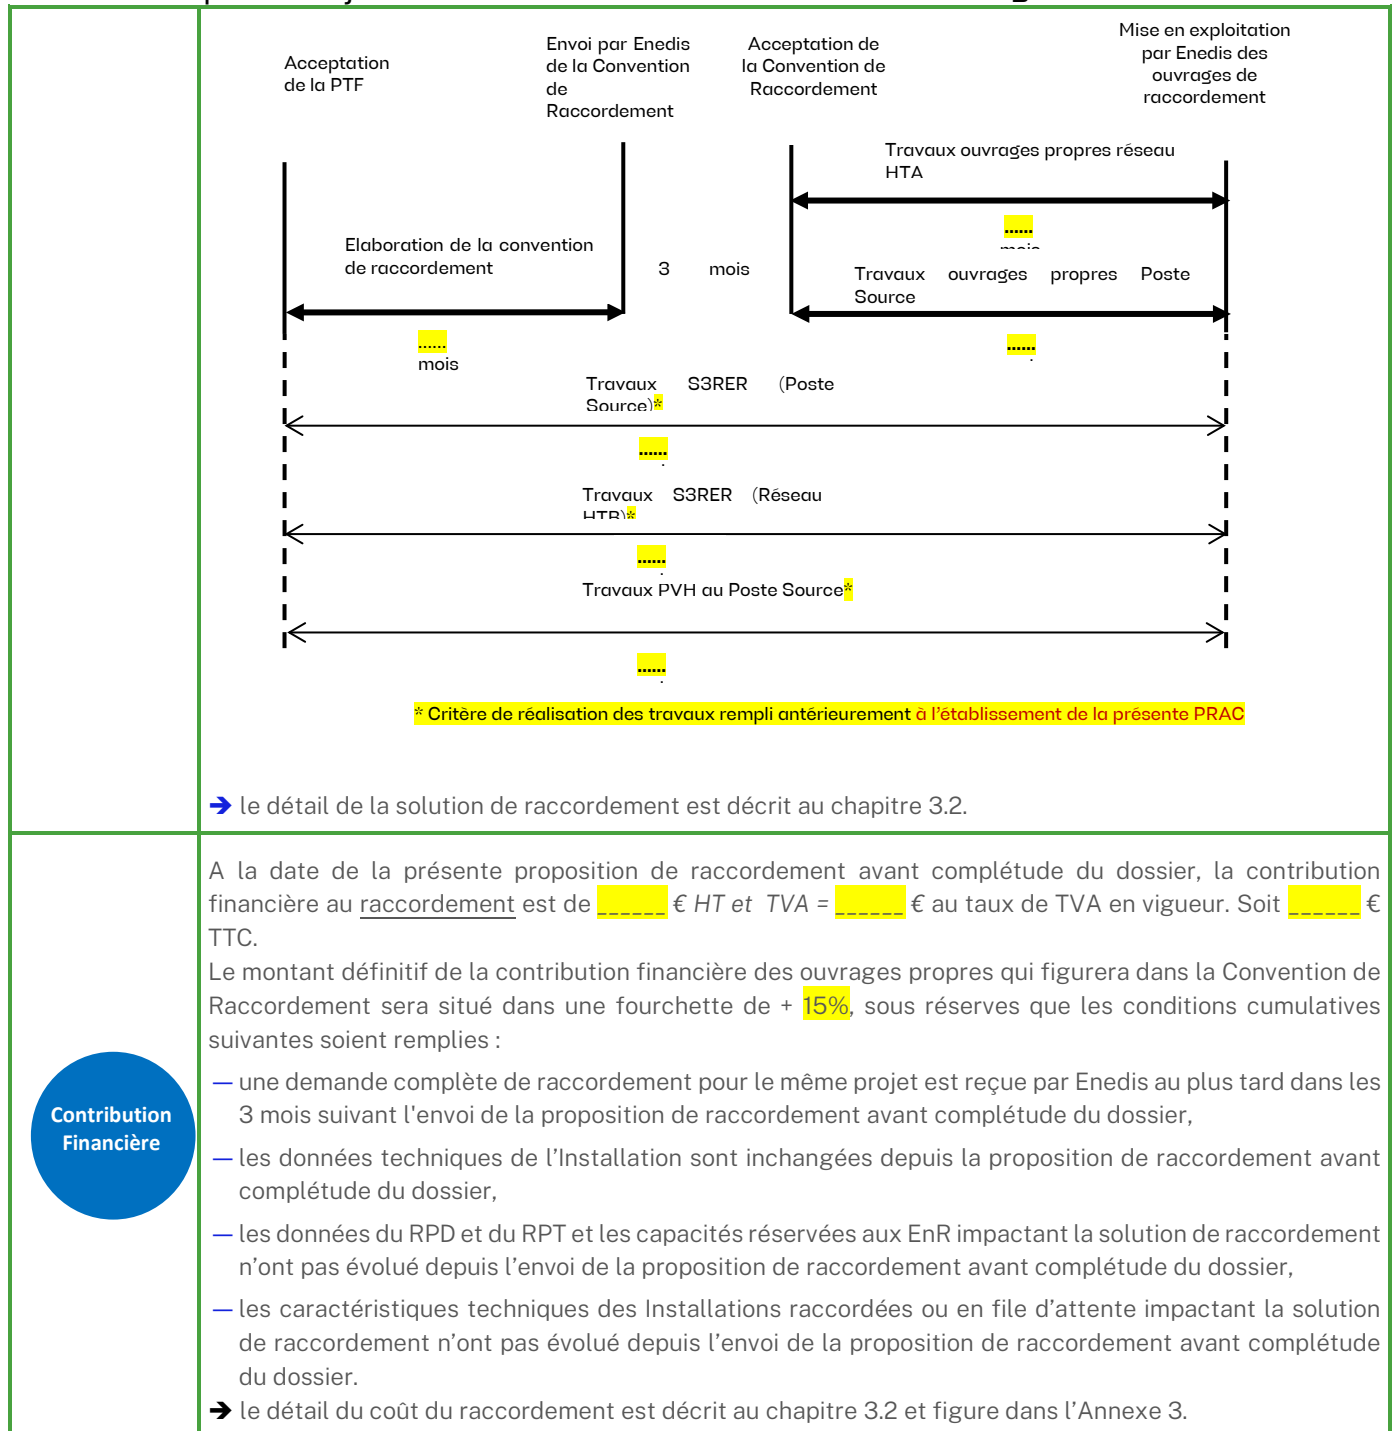 Acceptation
de la PTF
Envoi par Enedis
de la Convention
de
Raccordement
Acceptation de
la Convention de
Raccordement
Mise en exploitation
par Enedis des
ouvrages de
raccordement
Travaux ouvrages propres réseau
HTA
......
mois
Elaboration de la convention
de raccordement
3 mois
Travaux ouvrages propres Poste
Source
......
mois
......
Travaux S3RER (Poste
Source)*
......
Travaux S3RER (Réseau
HTB)*
......
Travaux PVH au Poste Source*
......
* Critère de réalisation des travaux rempli antérieurement à l'établissement de la présente PRAC
➔ le détail de la solution de raccordement est décrit au chapitre 3.2.
Contribution
Financière
A la date de la présente proposition de raccordement avant complétude du dossier, la contribution
financière au raccordement est de ______ € HT et TVA = ______ € au taux de TVA en vigueur. Soit ______ €
TTC.
Le montant définitif de la contribution financière des ouvrages propres qui figurera dans la Convention de
Raccordement sera situé dans une fourchette de + 15%, sous réserves que les conditions cumulatives
suivantes soient remplies :
— une demande complète de raccordement pour le même projet est reçue par Enedis au plus tard dans les
3 mois suivant l'envoi de la proposition de raccordement avant complétude du dossier,
— les données techniques de l’Installation sont inchangées depuis la proposition de raccordement avant
complétude du dossier,
— les données du RPD et du RPT et les capacités réservées aux EnR impactant la solution de raccordement
n’ont pas évolué depuis l’envoi de la proposition de raccordement avant complétude du dossier,
— les caractéristiques techniques des Installations raccordées ou en file d’attente impactant la solution
de raccordement n’ont pas évolué depuis l’envoi de la proposition de raccordement avant complétude
du dossier.
➔ le détail du coût du raccordement est décrit au chapitre 3.2 et figure dans l’Annexe 3.